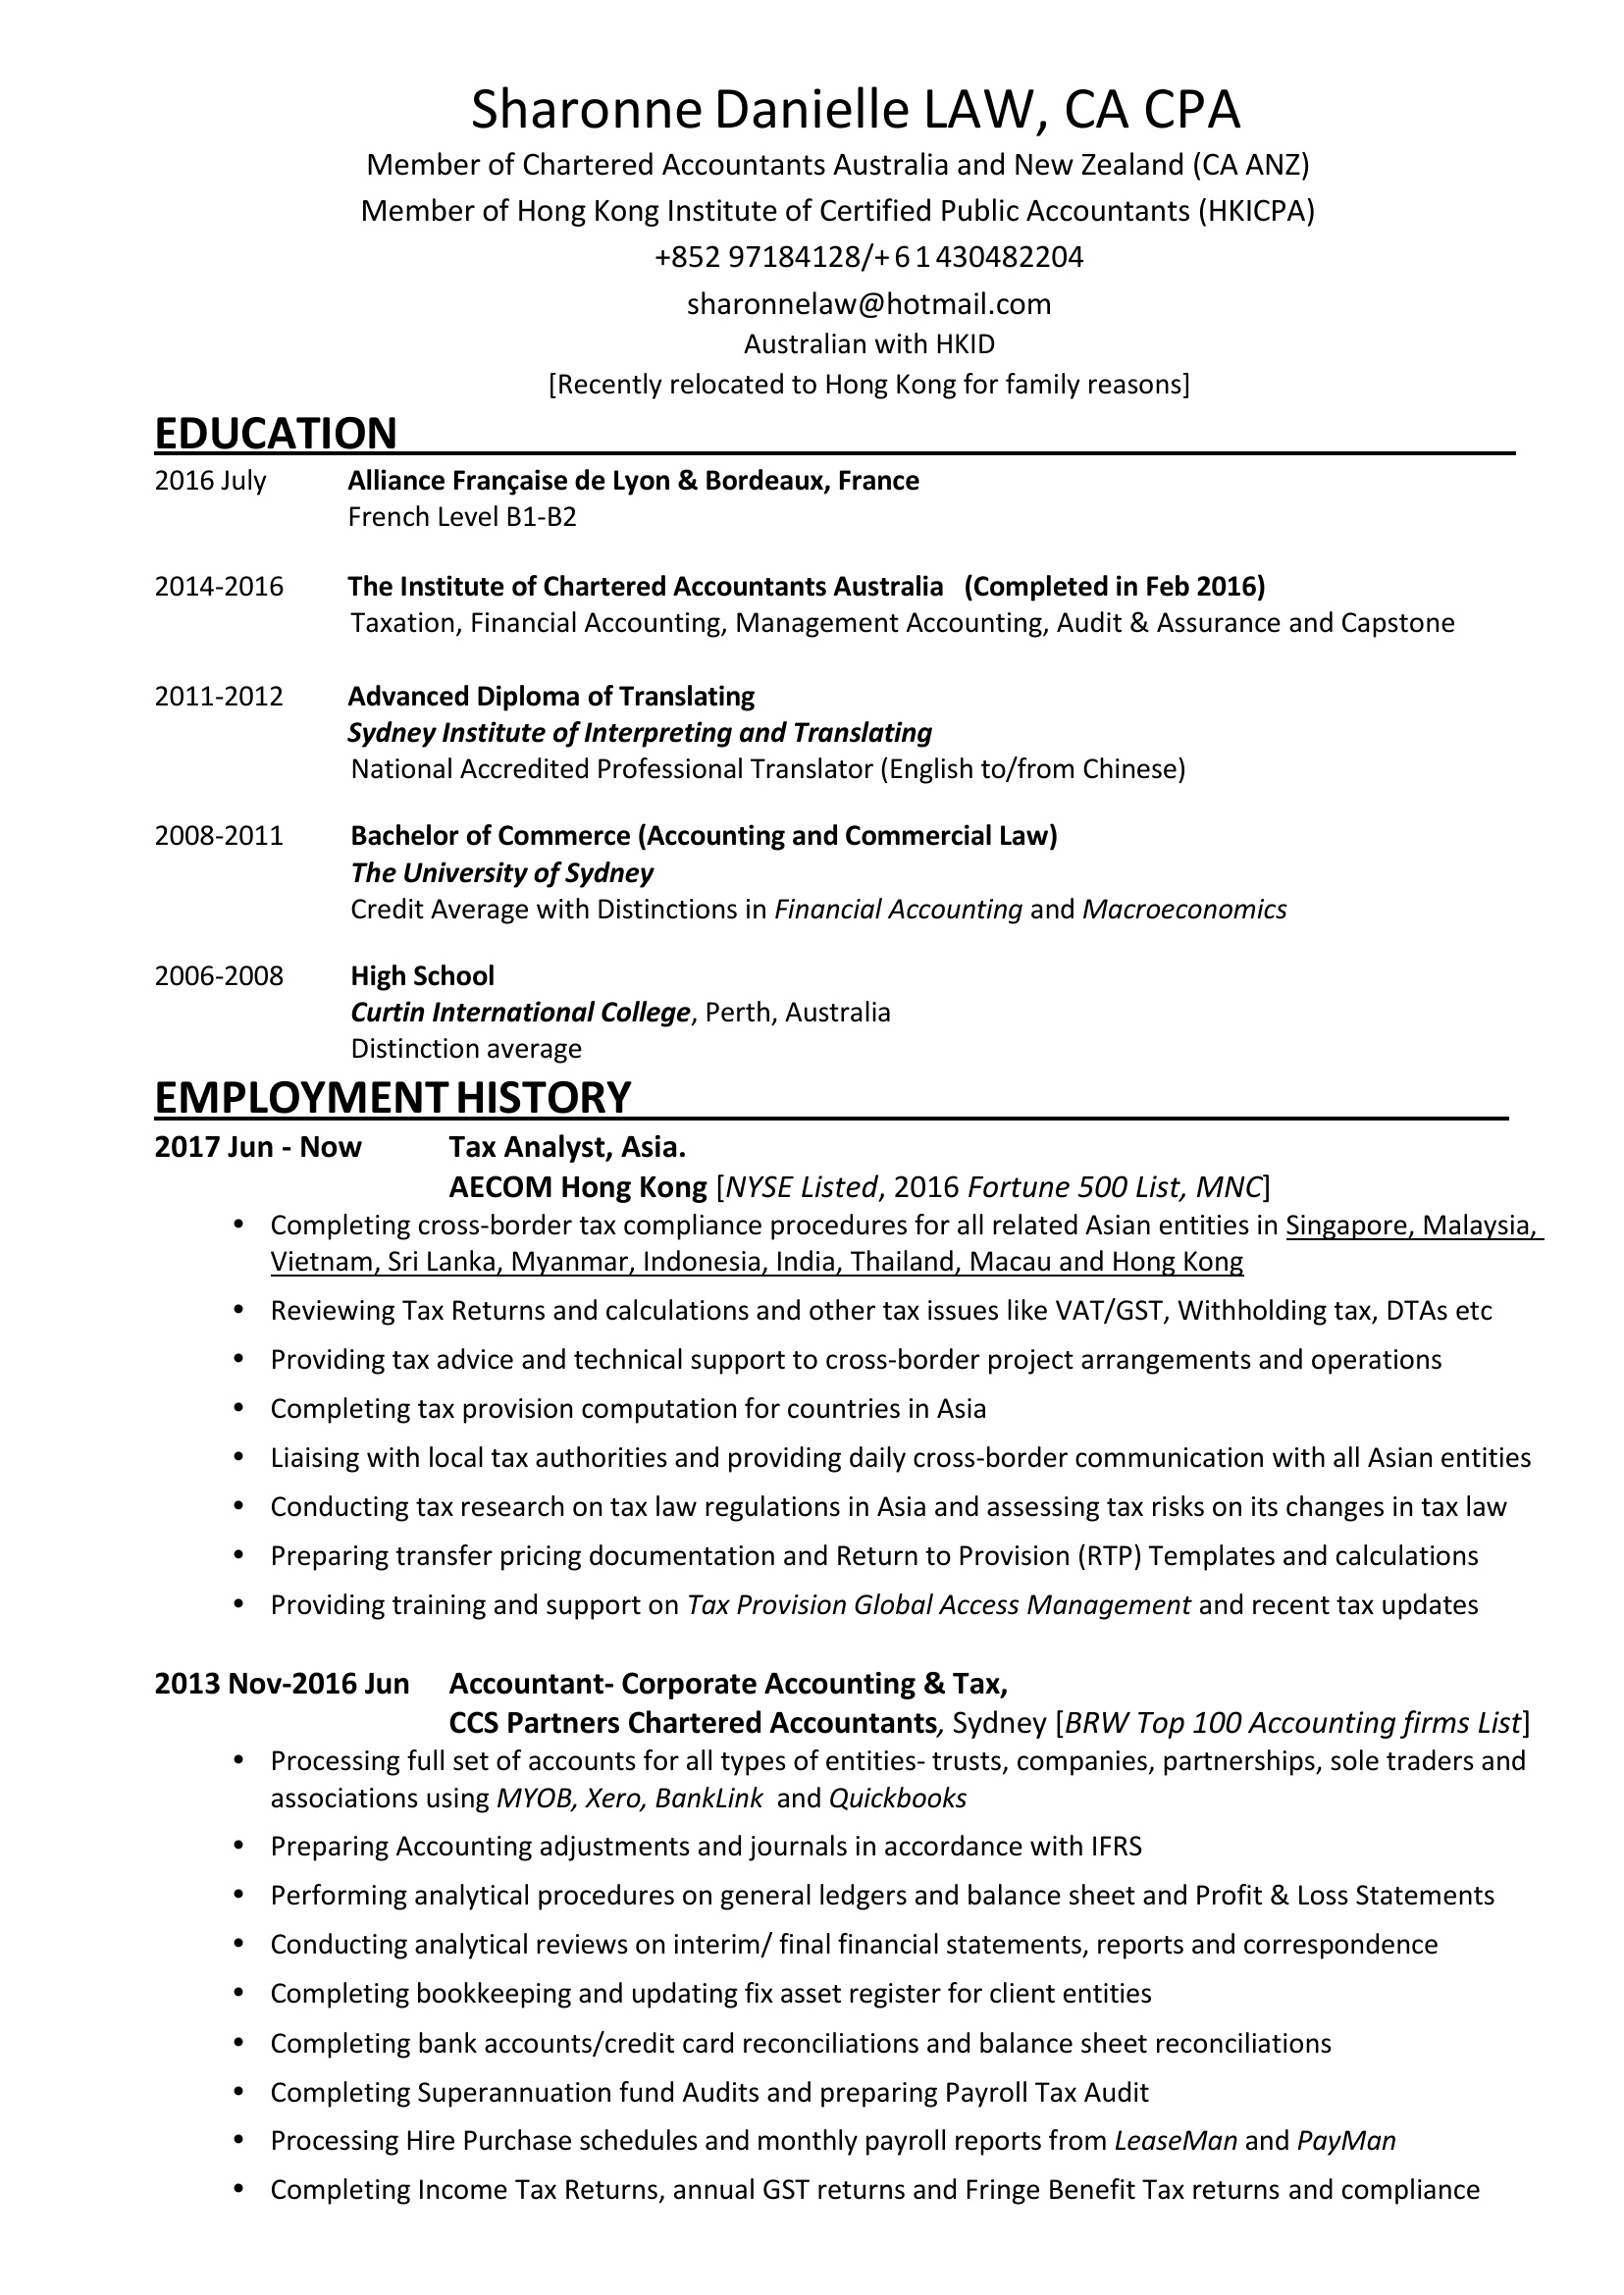 Sharonne Danielle LAW, CA CPA
Member of Chartered Accountants Australia and New Zealand (CA ANZ)
Member of Hong Kong Institute of Certified Public Accountants (HKICPA)
+852 97184128/+61430482204
sharonnelaw@hotmail.com
Australian with HKID
[Recently relocated to Hong Kong for family reasons]
EDUCATION
2016 July Alliance Française de Lyon & Bordeaux, France
French Level B1-B2
2014-2016 The Institute of Chartered Accountants Australia (Completed in Feb 2016)
Taxation, Financial Accounting, Management Accounting, Audit & Assurance and Capstone
2011-2012 Advanced Diploma of Translating
Sydney Institute of Interpreting and Translating
National Accredited Professional Translator (English to/from Chinese)
2008-2011 Bachelor of Commerce (Accounting and Commercial Law)
The University of Sydney
Credit Average with Distinctions in Financial Accounting and Macroeconomics
2006-2008 High School
Curtin International College, Perth, Australia
Distinction average
EMPLOYMENT HISTORY
2017 Jun - Now Tax Analyst, Asia.
AECOM Hong Kong [NYSE Listed, 2016 Fortune 500 List, MNC]
• Completing cross-border tax compliance procedures for all related Asian entities in Singapore, Malaysia,
Vietnam, Sri Lanka, Myanmar, Indonesia, India, Thailand, Macau and Hong Kong
• Reviewing Tax Returns and calculations and other tax issues like VAT/GST, Withholding tax, DTAs etc
• Providing tax advice and technical support to cross-border project arrangements and operations
• Completing tax provision computation for countries in Asia
• Liaising with local tax authorities and providing daily cross-border communication with all Asian entities
• Conducting tax research on tax law regulations in Asia and assessing tax risks on its changes in tax law
• Preparing transfer pricing documentation and Return to Provision (RTP) Templates and calculations
• Providing training and support on Tax Provision Global Access Management and recent tax updates
2013 Nov-2016 Jun Accountant- Corporate Accounting & Tax,
CCS Partners Chartered Accountants, Sydney [BRW Top 100 Accounting firms List]
• Processing full set of accounts for all types of entities- trusts, companies, partnerships, sole traders and
associations using MYOB, Xero, BankLink and Quickbooks
• Preparing Accounting adjustments and journals in accordance with IFRS
• Performing analytical procedures on general ledgers and balance sheet and Profit & Loss Statements
• Conducting analytical reviews on interim/ final financial statements, reports and correspondence
• Completing bookkeeping and updating fix asset register for client entities
• Completing bank accounts/credit card reconciliations and balance sheet reconciliations
• Completing Superannuation fund Audits and preparing Payroll Tax Audit
• Processing Hire Purchase schedules and monthly payroll reports from LeaseMan and PayMan
• Completing Income Tax Returns, annual GST returns and Fringe Benefit Tax returns and compliance